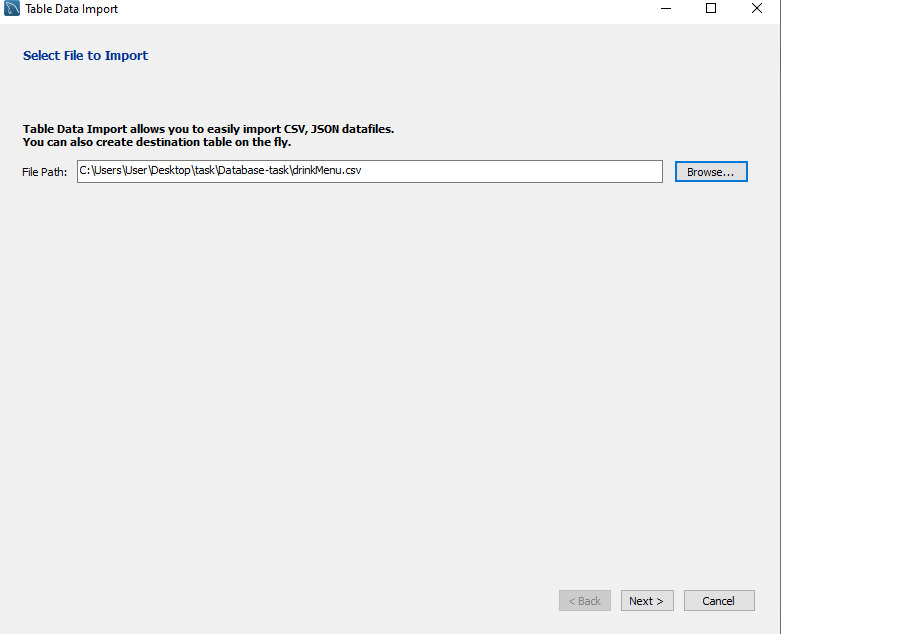 Table Data Import
Select File to Import
Table Data Import allows you to easily import CSV, JSON datafiles.
You can also create destination table on the fly.
File Path: C:\Users\User\Desktop\task\Database-task\drinkMenu.csv Browse...
< Back Next > Cancel